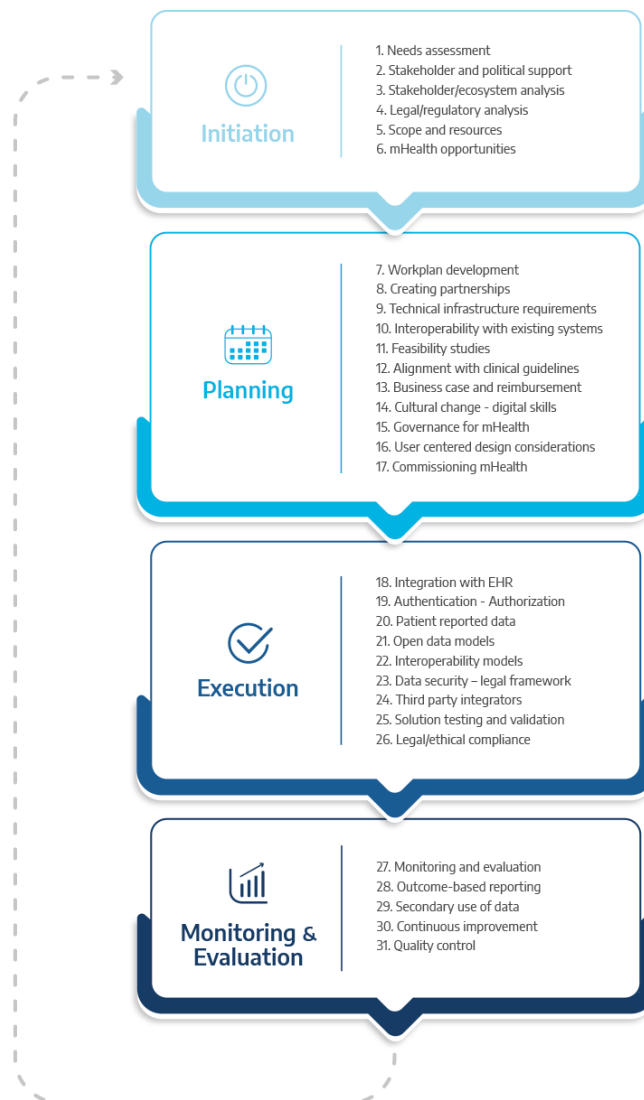 Initiation
1. Needs assessment
2. Stakeholder and political support
3. Stakeholder/ecosystem analysis
4. Legal/regulatory analysis
5. Scope and resources
6. mHealth opportunities
Planning
7. Workplan development
8. Creating partnerships
9. Technical infrastructure requirements
10. Interoperability with existing systems
11. Feasibility studies
12. Alignment with clinical guidelines
13. Business case and reimbursement
14. Cultural change - digital skills
15. Governance for mHealth
16. User centered design considerations
17. Commissioning mHealth
Execution
18. Integration with EHR
19. Authentication - Authorization
20. Patient reported data
21. Open data models
22. Interoperability models
23. Data security – legal framework
24. Third party integrators
25. Solution testing and validation
26. Legal/ethical compliance
Monitoring &
Evaluation
27. Monitoring and evaluation
28. Outcome-based reporting
29. Secondary use of data
30. Continuous improvement
31. Quality control